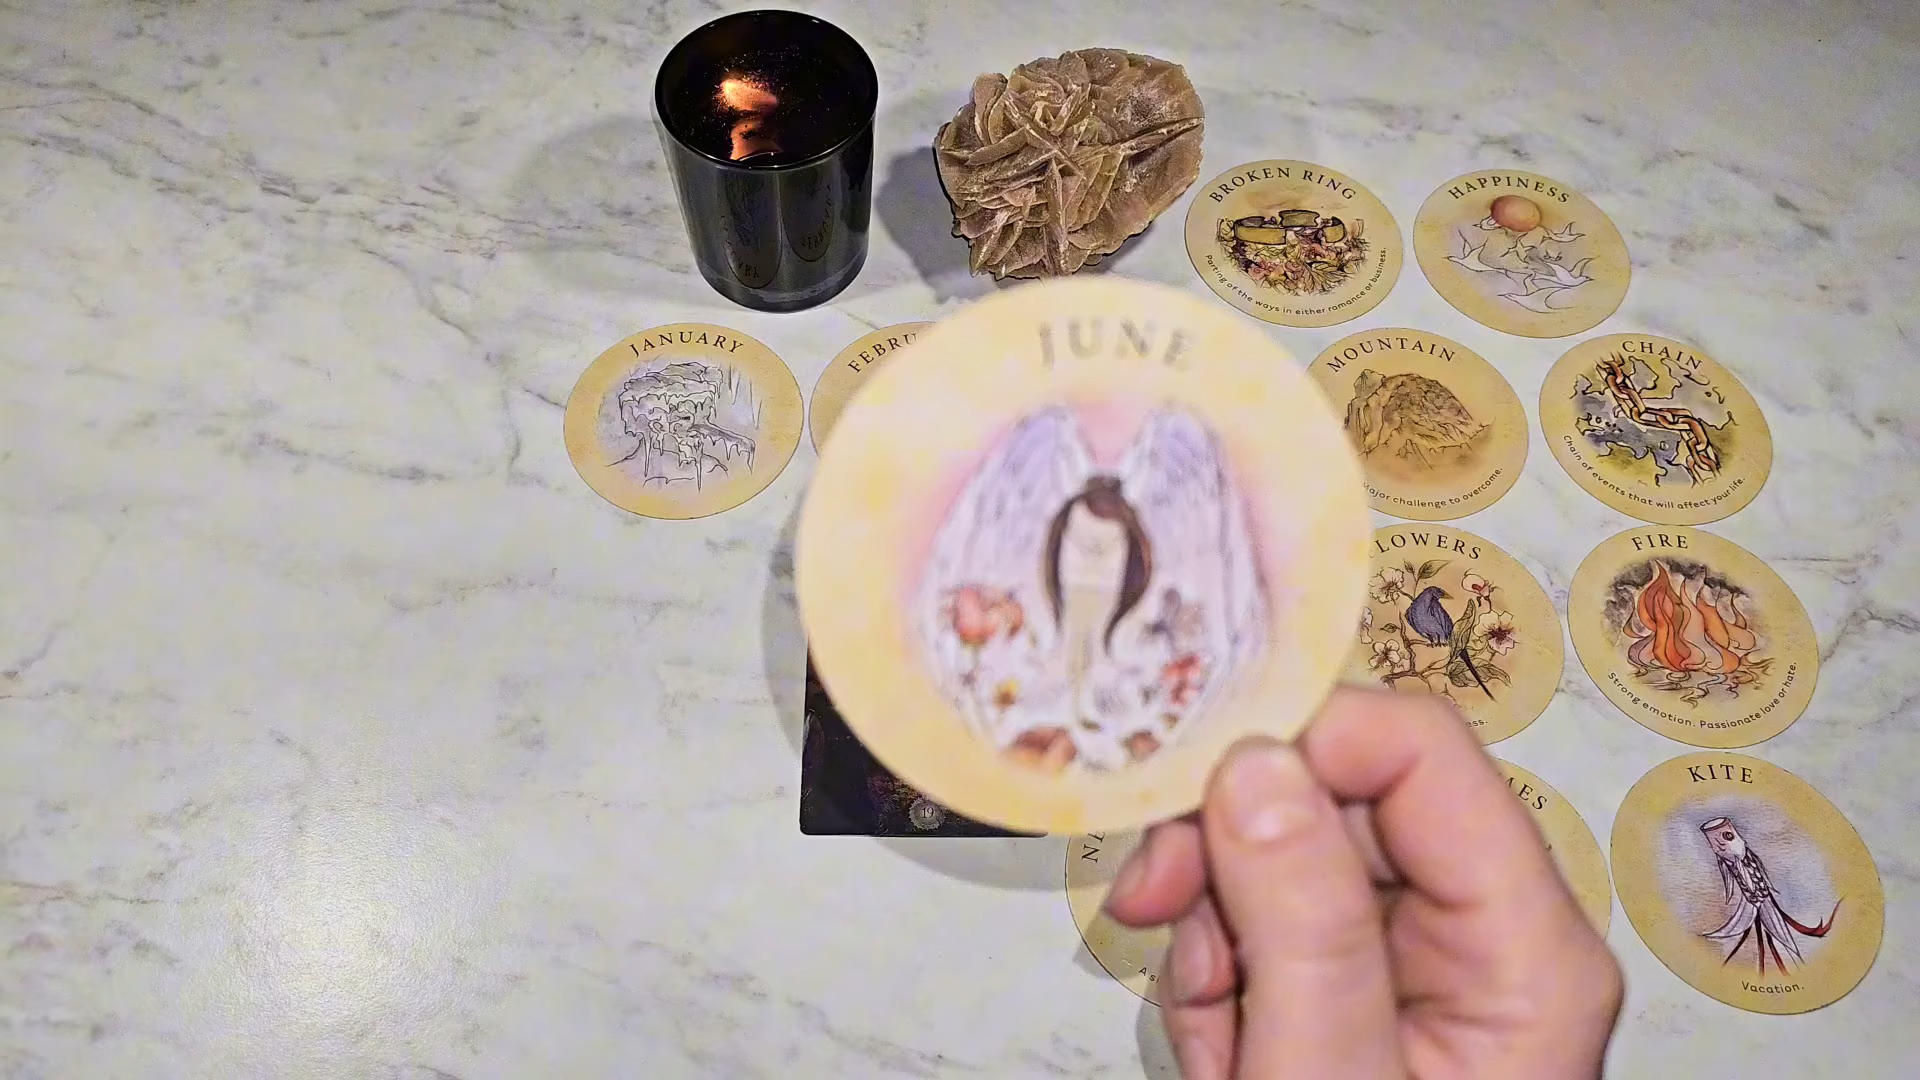 BROKEN RING
Parting of the ways in either romance or business.
HAPPINESS
JANUARY
JUNE
MOUNTAIN
challenge to overcome.
CHAIN
Chain of events that will affect your life.
FIRE
Strong emotion. Passionate love or hate.
19
KITE
Vacation.